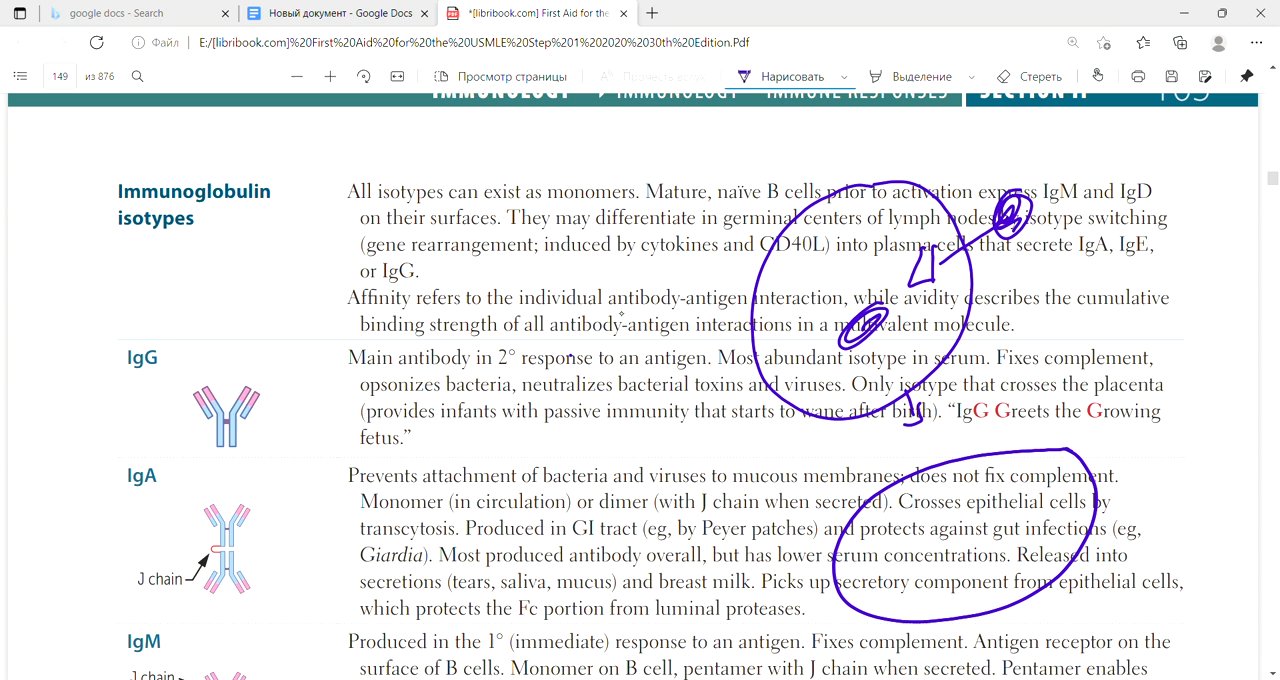 google docs - Search
Новый документ - Google Docs
*[libribook.com] First Aid for the
Файл
E:/[libribook.com]%20First%20Aid%20for%20the%20USMLE%20Step%201%202020%2030th%20Edition.Pdf
149 из 876
Просмотр страницы
Прочесть вслух
Нарисовать
Выделение
Стереть
IMMUNOLOGY IMMUNOLOGY—IMMUNE RESPONSES SECTION II
Immunoglobulin
isotypes
All isotypes can exist as monomers. Mature, naïve B cells prior to activation express IgM and IgD
on their surfaces. They may differentiate in germinal centers of lymph nodes isotype switching
(gene rearrangement; induced by cytokines and CD40L) into plasma cells that secrete IgA, IgE,
or IgG.
Affinity refers to the individual antibody-antigen interaction, while avidity describes the cumulative
binding strength of all antibody-antigen interactions in a multivalent molecule.
IgG
Main antibody in 2° response to an antigen. Most abundant isotype in serum. Fixes complement,
opsonizes bacteria, neutralizes bacterial toxins and viruses. Only isotype that crosses the placenta
(provides infants with passive immunity that starts to wane after birth). “IgG Greets the Growing
fetus.”
IgA
Prevents attachment of bacteria and viruses to mucous membranes; does not fix complement.
Monomer (in circulation) or dimer (with J chain when secreted). Crosses epithelial cells by
transcytosis. Produced in GI tract (eg, by Peyer patches) and protects against gut infections (eg,
Giardia). Most produced antibody overall, but has lower serum concentrations. Released into
secretions (tears, saliva, mucus) and breast milk. Picks up secretory component from epithelial cells,
which protects the Fc portion from luminal proteases.
J chain
IgM
Produced in the 1° (immediate) response to an antigen. Fixes complement. Antigen receptor on the
surface of B cells. Monomer on B cell, pentamer with J chain when secreted. Pentamer enables
J chain